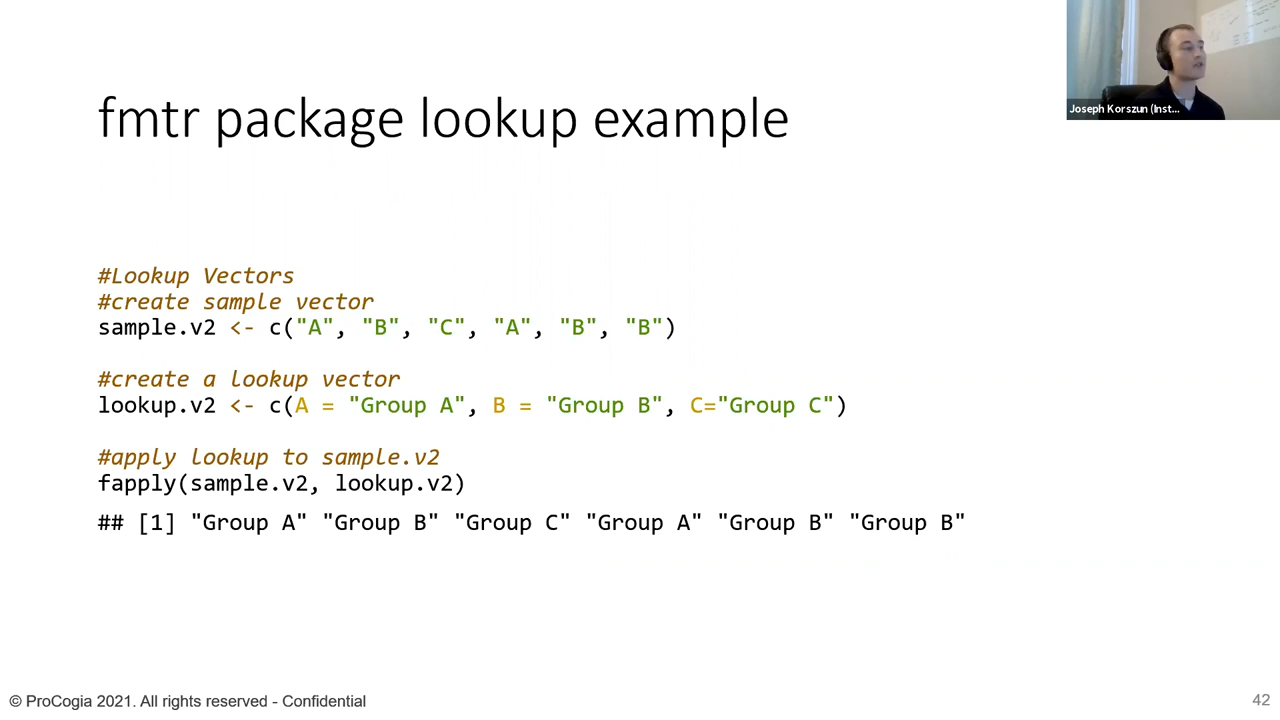 Joseph Korszun (Inst...
fmtr package lookup example
#Lookup Vectors
#create sample vector
sample.v2 <- c("A", "B", "C", "A", "B", "B")
#create a lookup vector
lookup.v2 <- c(A = "Group A", B = "Group B", C="Group C")
#apply lookup to sample.v2
fapply(sample.v2, lookup.v2)
## [1] "Group A" "Group B" "Group C" "Group A" "Group B" "Group B"
© ProCogia 2021. All rights reserved - Confidential
42